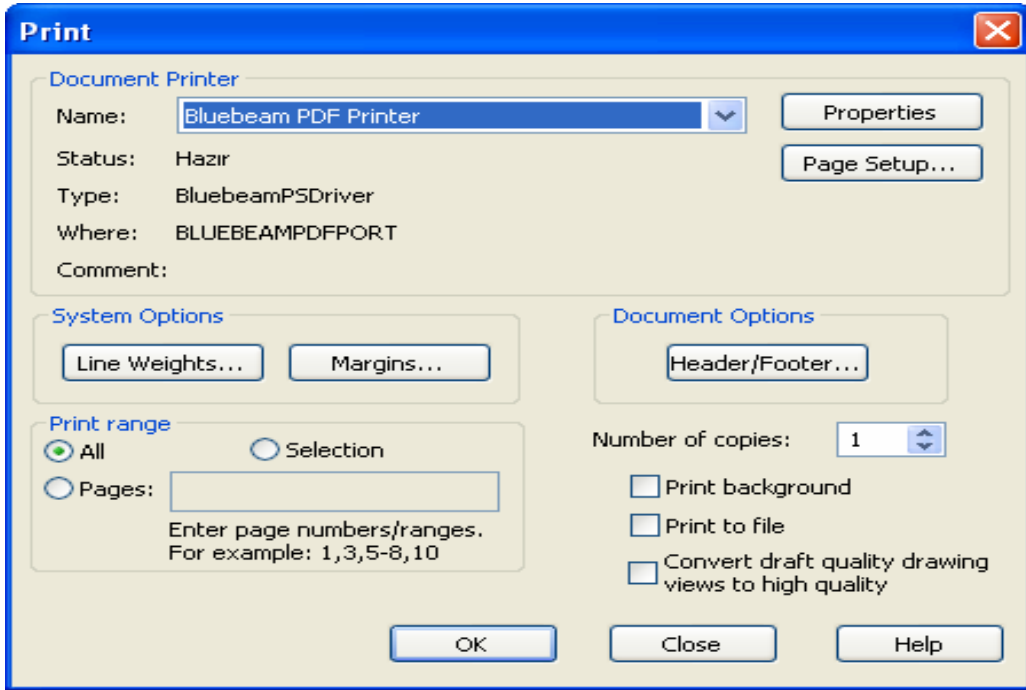 Print
Document Printer
Name: Bluebeam PDF Printer Properties
Status: Hazır Page Setup...
Type: BluebeamPSDriver
Where: BLUEBEAMPDFPORT
Comment:
System Options
Line Weights... Margins...
Document Options
Header/Footer...
Print range
All Selection
Pages:
Enter page numbers/ranges.
For example: 1,3,5-8,10
Number of copies: 1
Print background
Print to file
Convert draft quality drawing
views to high quality
OK Close Help